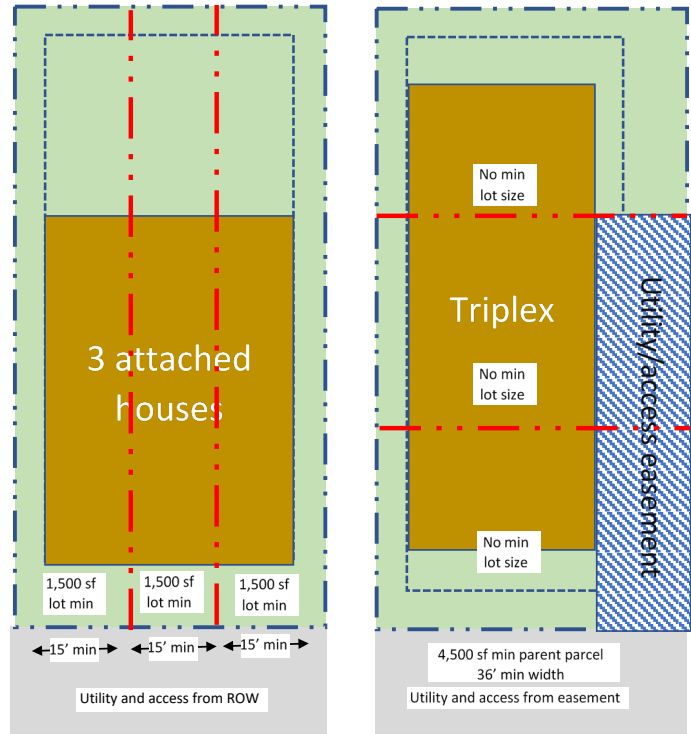 3 attached
houses
1,500 sf
lot min
1,500 sf
lot min
1,500 sf
lot min
15’ min
15’ min
15’ min
Utility and access from ROW
No min
lot size
Triplex
No min
lot size
No min
lot size
Utility/access easement
4,500 sf min parent parcel
36’ min width
Utility and access from easement